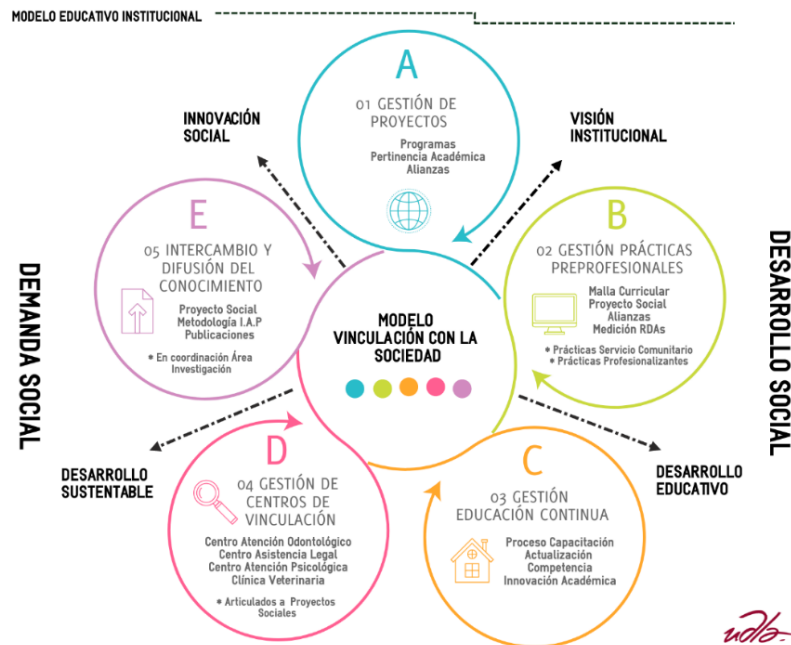 MODELO EDUCATIVO INSTITUCIONAL
A
01 GESTIÓN DE
PROYECTOS
Programas
Pertinencia Académica
Alianzas
INNOVACIÓN
SOCIAL
VISIÓN
INSTITUCIONAL
E
05 INTERCAMBIO Y
DIFUSIÓN DEL
CONOCIMIENTO
Proyecto Social
Metodología I.A.P
Publicaciones
* En coordinación Área
Investigación
B
02 GESTIÓN PRÁCTICAS
PREPROFESIONALES
Malla Curricular
Proyecto Social
Alianzas
Medición RDAs
* Prácticas Servicio Comunitario
* Prácticas Profesionalizantes
DEMANDA SOCIAL
MODELO
VINCULACIÓN CON LA
SOCIEDAD
DESARROLLO SOCIAL
D
04 GESTIÓN DE
CENTROS DE
VINCULACIÓN
Centro Atención Odontológico
Centro Asistencia Legal
Centro Atención Psicológica
Clínica Veterinaria
* Articulados a Proyectos
Sociales
C
03 GESTIÓN
EDUCACIÓN CONTINUA
Proceso Capacitación
Actualización
Competencia
Innovación Académica
DESARROLLO
SUSTENTABLE
DESARROLLO
EDUCATIVO
udla-